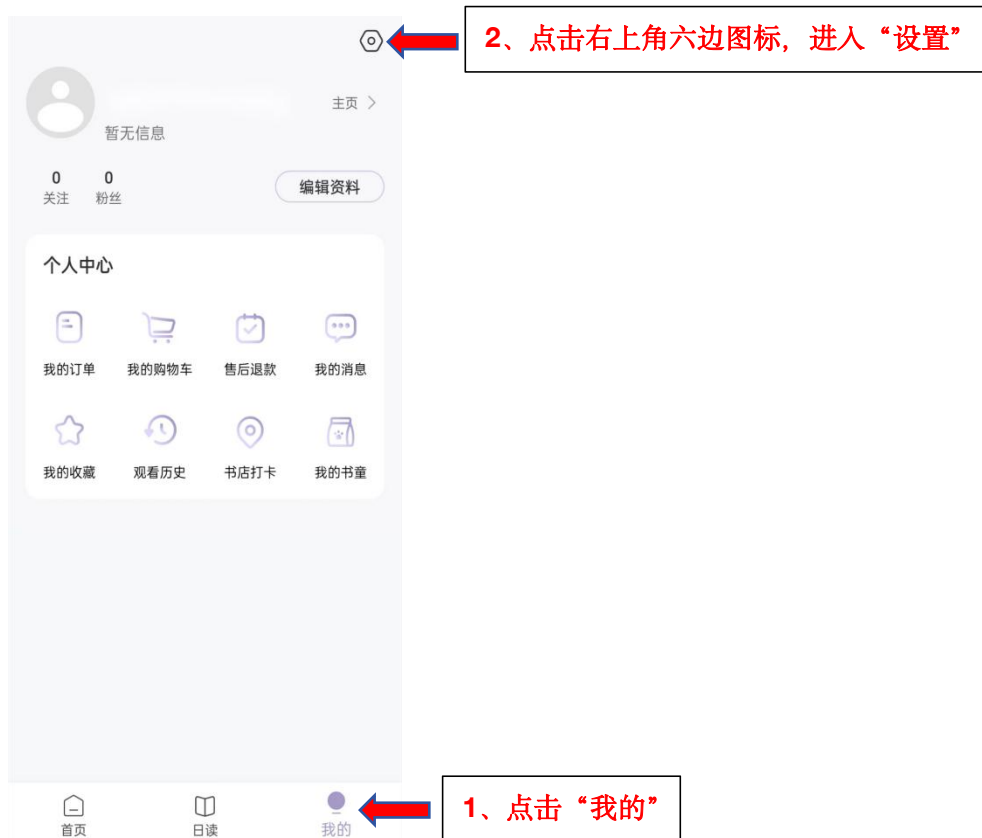 2、点击右上角六边图标，进入“设置”
主页
暂无信息
0 0
关注 粉丝
编辑资料
个人中心
我的订单 我的购物车 售后退款 我的消息
我的收藏 观看历史 书店打卡 我的书童
1、点击“我的”
首页 日读 我的